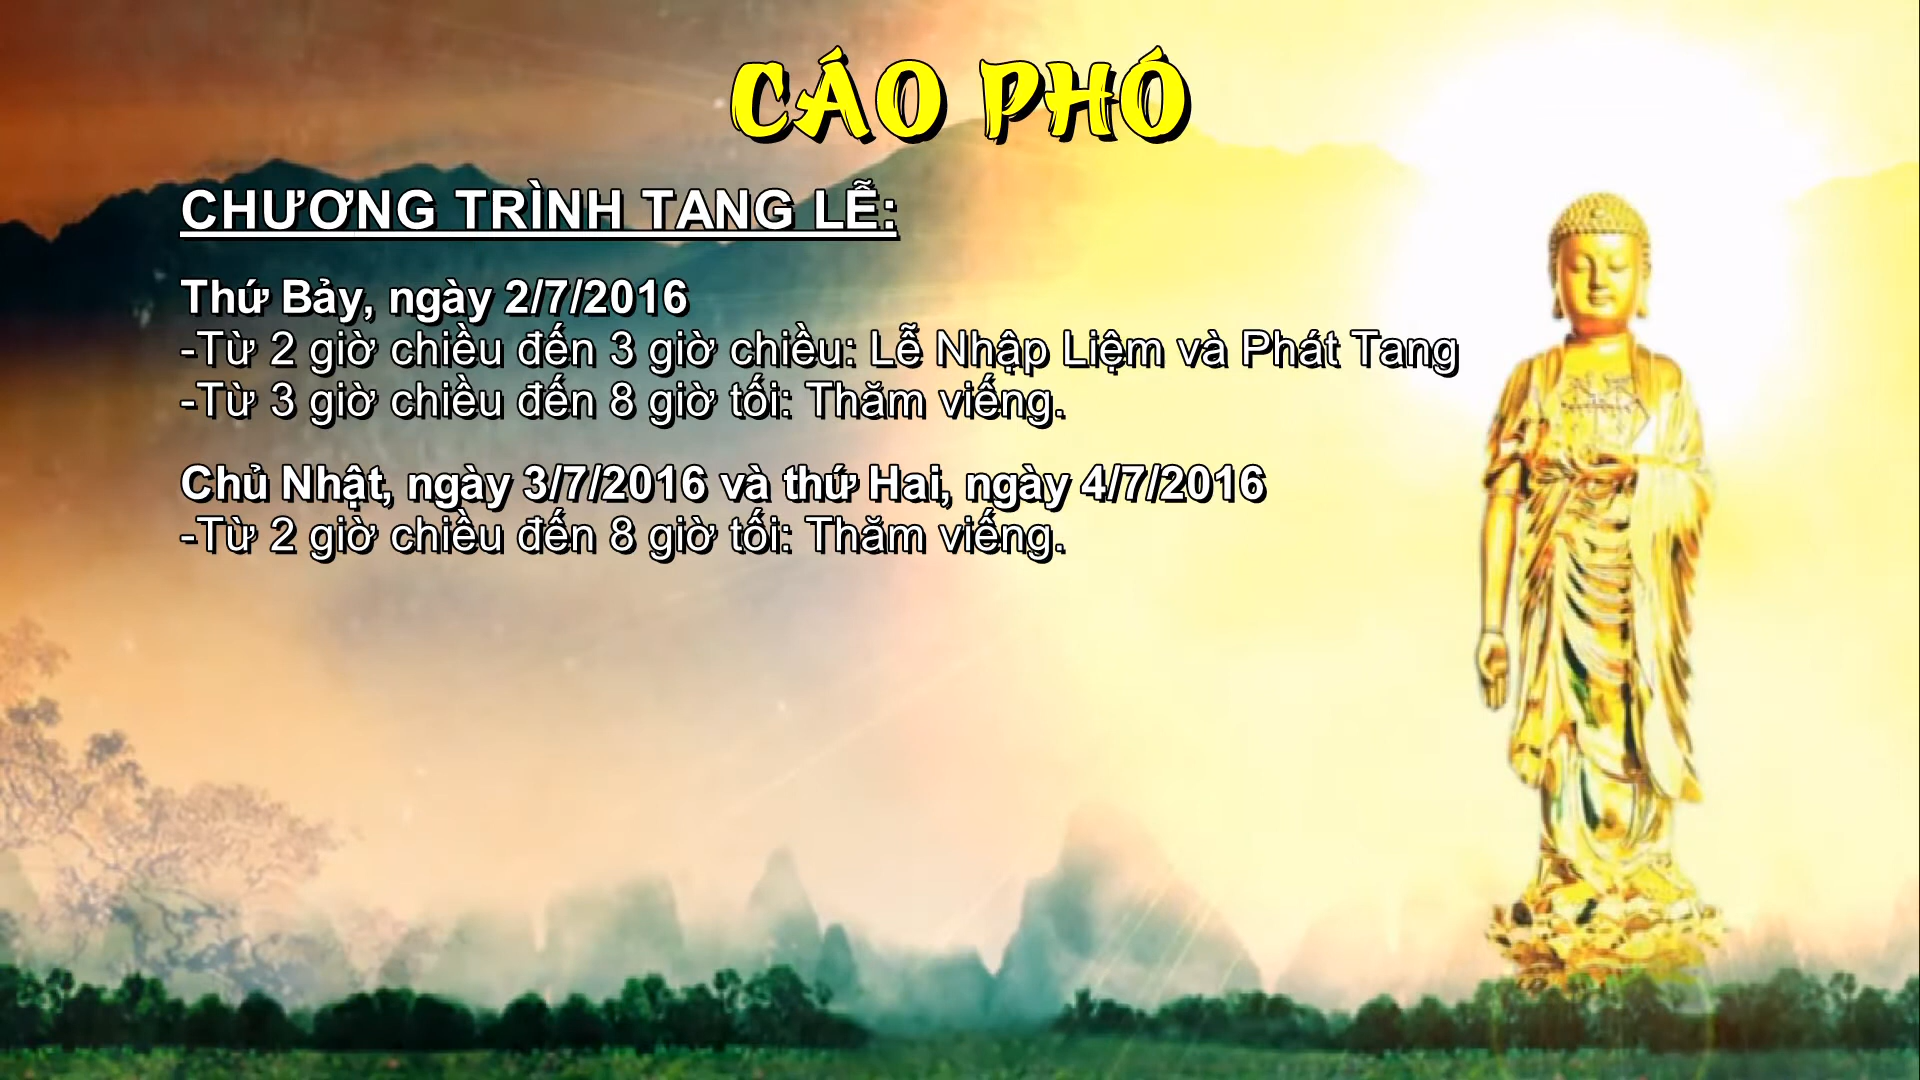 CÁO PHÓ
CHƯƠNG TRÌNH TANG LỄ:
Thứ Bảy, ngày 2/7/2016
-Từ 2 giờ chiều đến 3 giờ chiều: Lễ Nhập Liệm và Phát Tang
-Từ 3 giờ chiều đến 8 giờ tối: Thăm viếng.
Chủ Nhật, ngày 3/7/2016 và thứ Hai, ngày 4/7/2016
-Từ 2 giờ chiều đến 8 giờ tối: Thăm viếng.